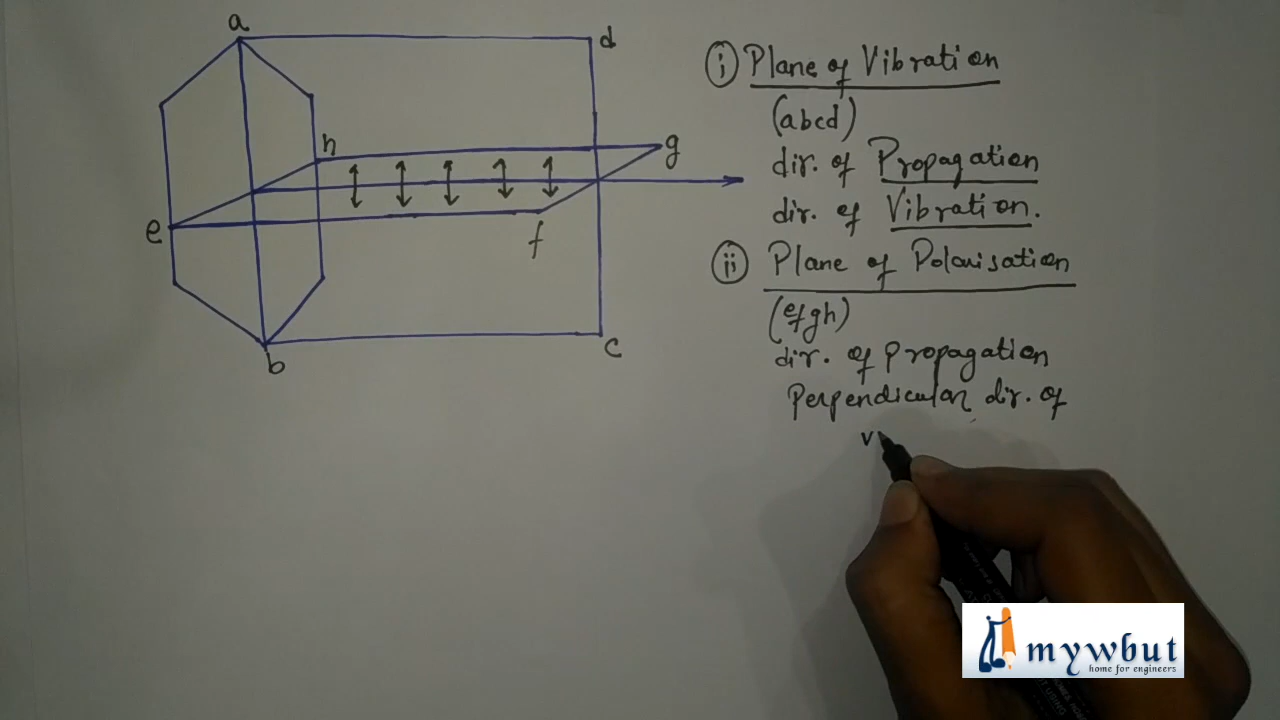 a
d
h
g
e
f
b
c
i Plane of Vibration
(abcd)
dir. of Propagation
dir. of Vibration.
ii Plane of Polarisation
(efgh)
dir. of Propagation
Perpendicular dir. of
v
mywbut
home for engineers